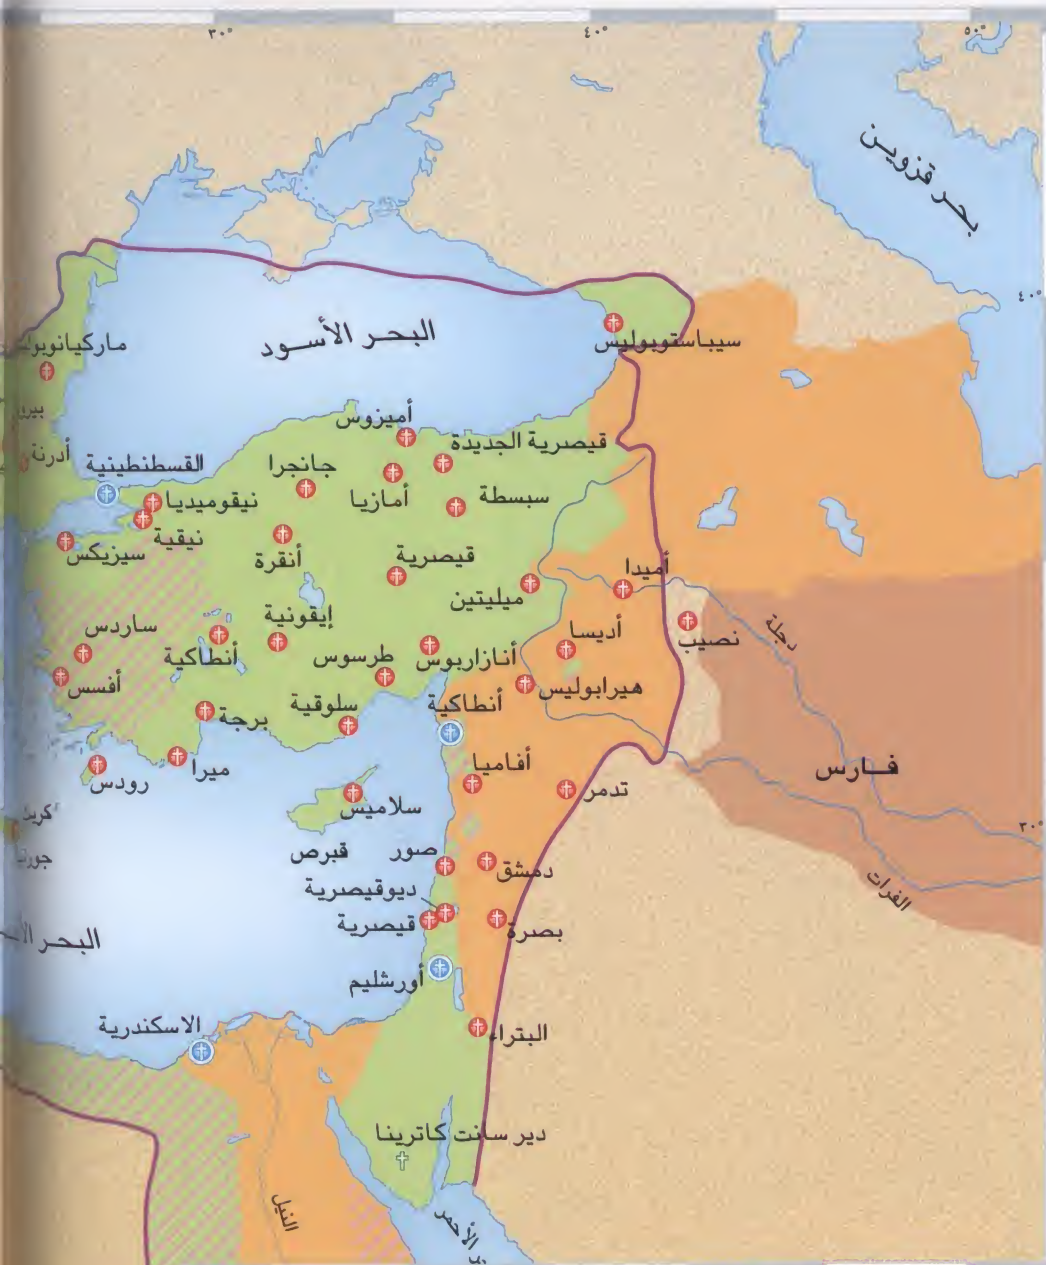 ٣٠°
٤٠°
٥٠°
بحر قزوين
٤٠°
البحر الأسود
سيباستوبوليس
أميزوس
قيصرية الجديدة
أدرنة
القسطنطينية
جانجرا
أمازيا
سبسطة
نيقوميديا
نيقية
سيزيكس
أنقرة
قيصرية
أميدا
ميليتين
نصيب
دجلة
إيقونية
ساردس
أنطاكية
أديسا
طرسوس
أنازاربوس
أفسس
هيرابوليس
سلوقية
أنطاكية
برجة
ميرا
رودس
أفاميا
تدمر
فارس
سلاميس
قبرص
صور
دمشق
٣٠°
الفرات
ديوقيصرية
قيصرية
بصرة
البحر
أورشليم
الاسكندرية
البتراء
دير سانت كاترينا
النيل
الأحمر